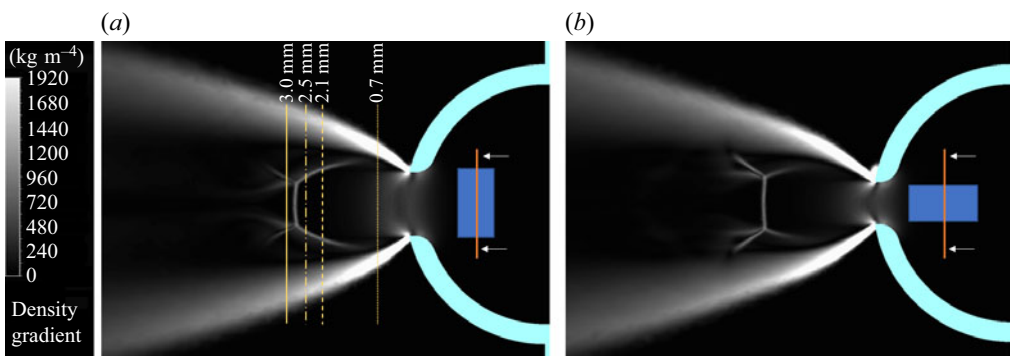 (a)
(b)
(kg m⁻⁴)
1920
1680
1440
1200
960
720
480
240
0
Density
gradient
3.0 mm
2.5 mm
2.1 mm
0.7 mm